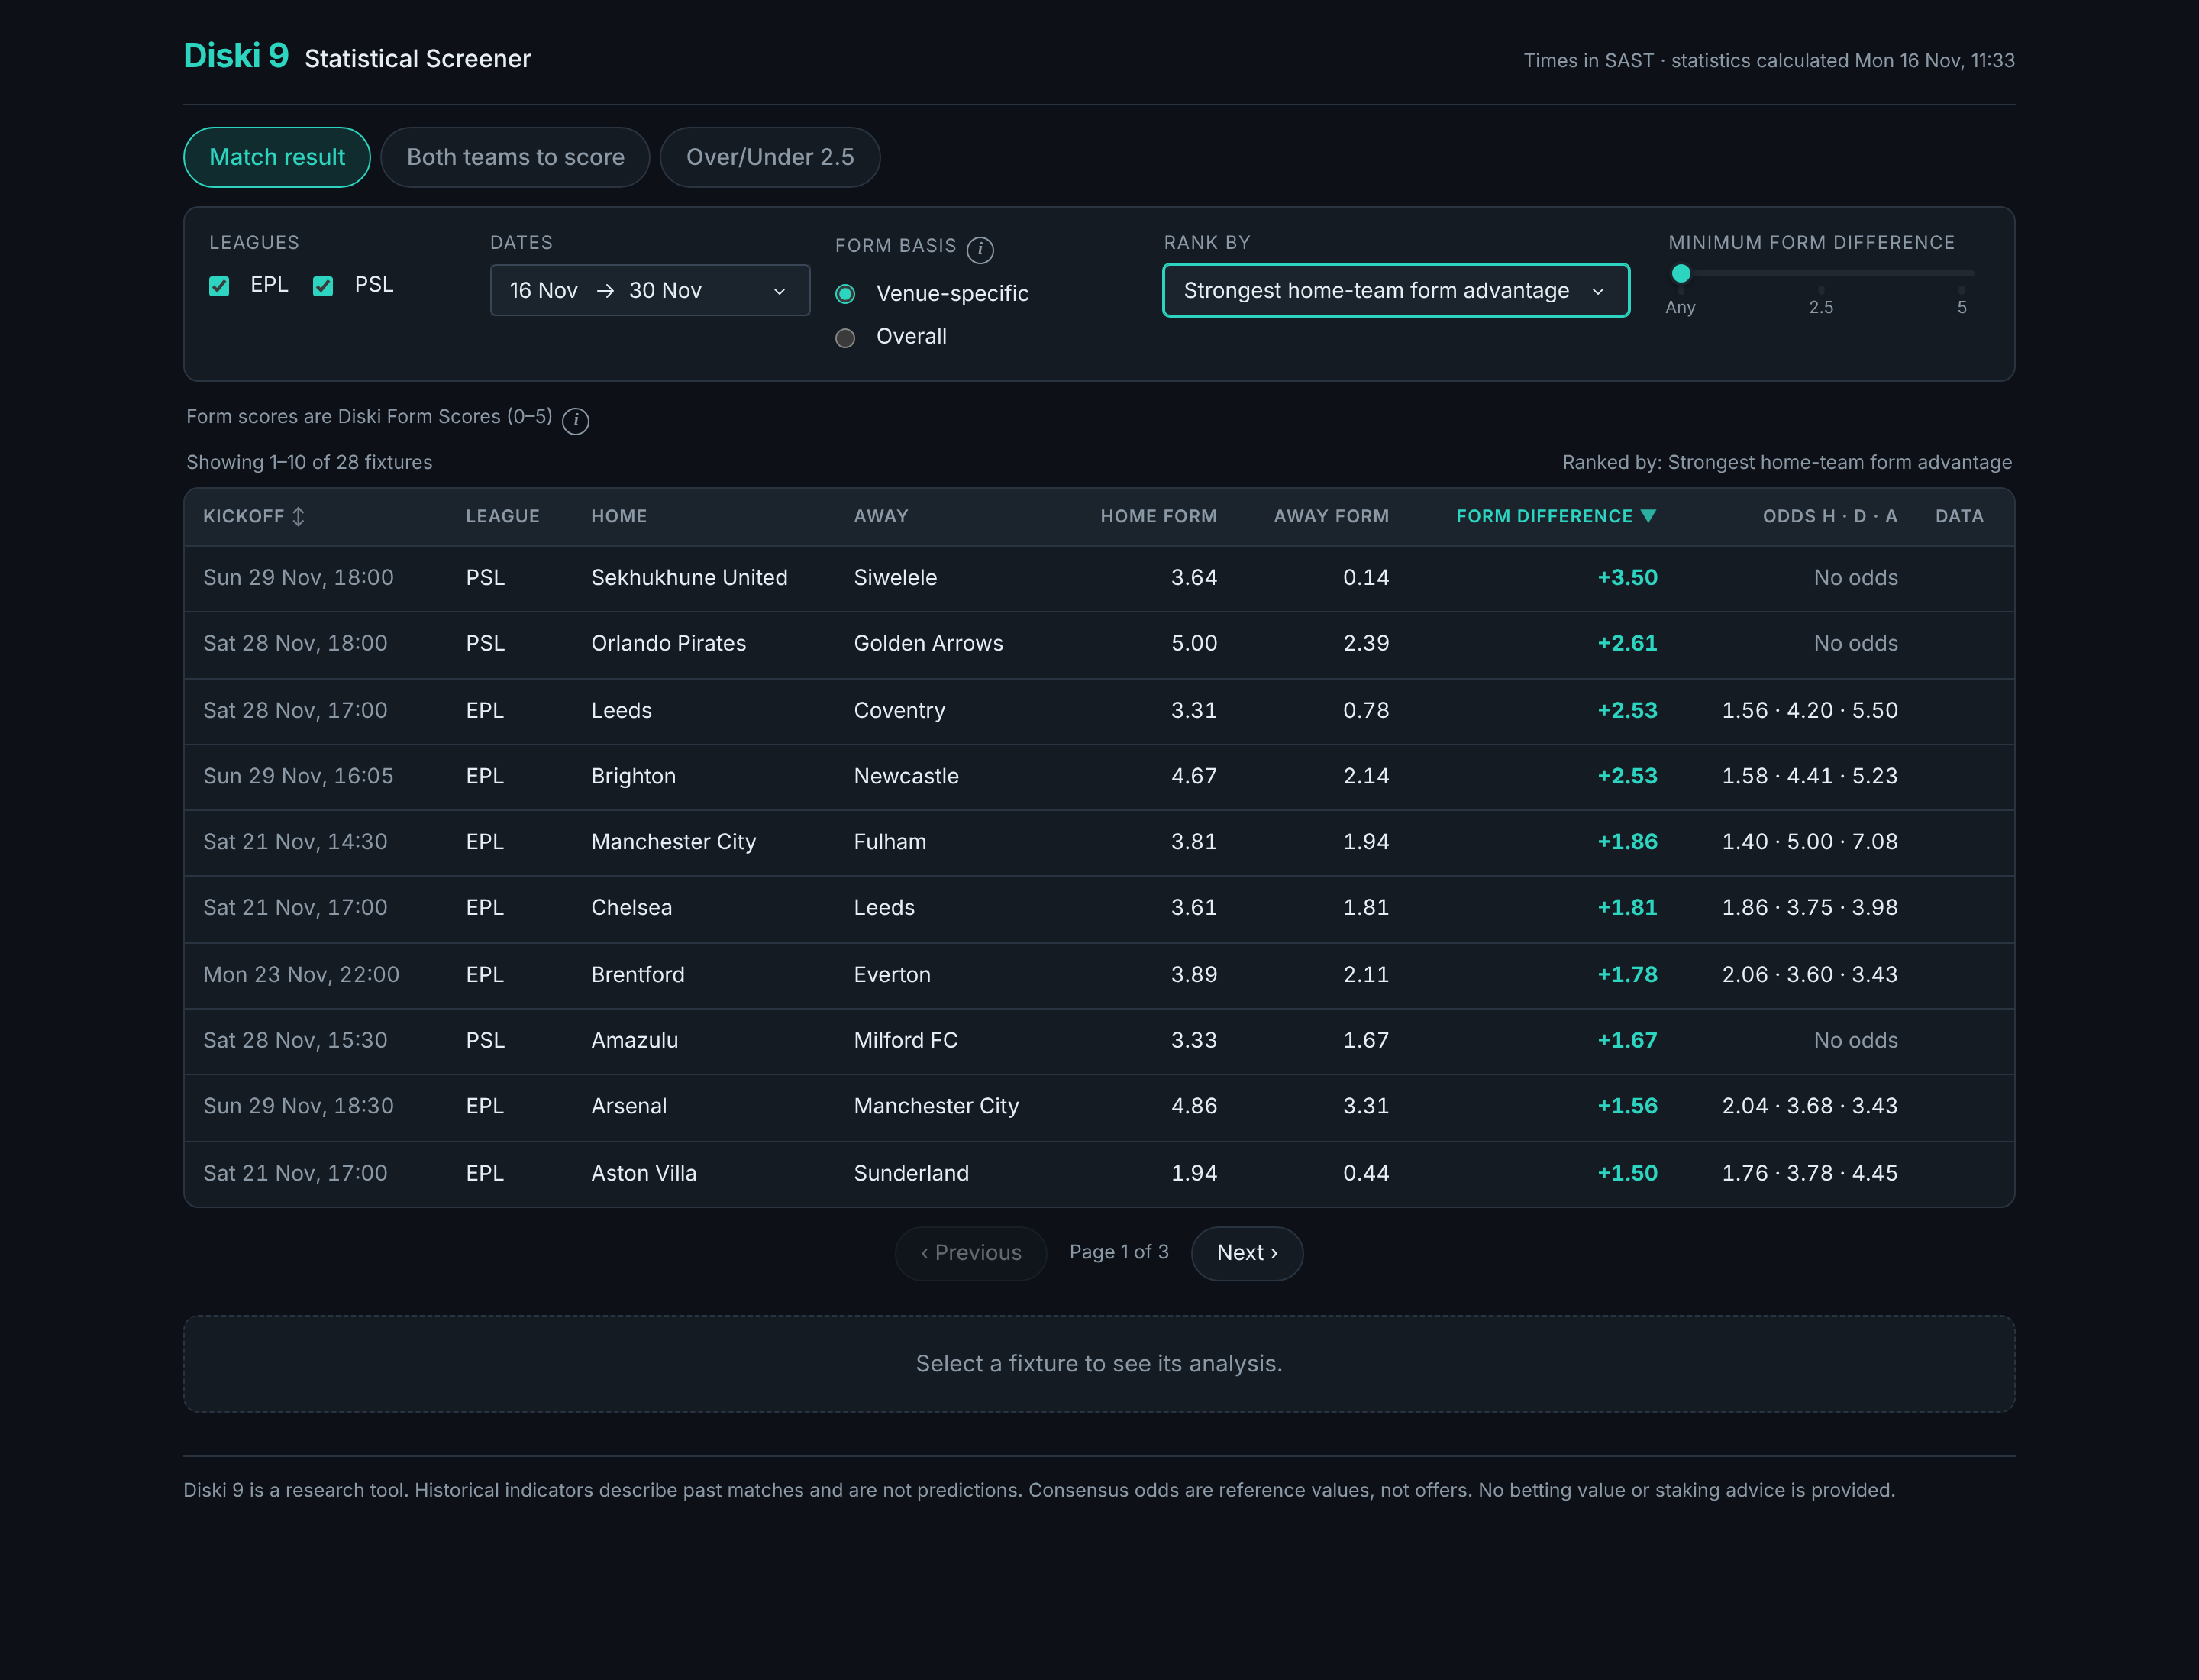 Diski 9 Statistical Screener
Times in SAST · statistics calculated Mon 16 Nov, 11:33
Match result
Both teams to score
Over/Under 2.5
LEAGUES
EPL PSL
DATES
16 Nov → 30 Nov
FORM BASIS i
Venue-specific
Overall
RANK BY
Strongest home-team form advantage
MINIMUM FORM DIFFERENCE
Any 2.5 5
Form scores are Diski Form Scores (0–5) i
Showing 1–10 of 28 fixtures
Ranked by: Strongest home-team form advantage
KICKOFF ↕ LEAGUE HOME AWAY HOME FORM AWAY FORM FORM DIFFERENCE ▼ ODDS H · D · A DATA
Sun 29 Nov, 18:00 PSL Sekhukhune United Siwelele 3.64 0.14 +3.50 No odds
Sat 28 Nov, 18:00 PSL Orlando Pirates Golden Arrows 5.00 2.39 +2.61 No odds
Sat 28 Nov, 17:00 EPL Leeds Coventry 3.31 0.78 +2.53 1.56 · 4.20 · 5.50
Sun 29 Nov, 16:05 EPL Brighton Newcastle 4.67 2.14 +2.53 1.58 · 4.41 · 5.23
Sat 21 Nov, 14:30 EPL Manchester City Fulham 3.81 1.94 +1.86 1.40 · 5.00 · 7.08
Sat 21 Nov, 17:00 EPL Chelsea Leeds 3.61 1.81 +1.81 1.86 · 3.75 · 3.98
Mon 23 Nov, 22:00 EPL Brentford Everton 3.89 2.11 +1.78 2.06 · 3.60 · 3.43
Sat 28 Nov, 15:30 PSL Amazulu Milford FC 3.33 1.67 +1.67 No odds
Sun 29 Nov, 18:30 EPL Arsenal Manchester City 4.86 3.31 +1.56 2.04 · 3.68 · 3.43
Sat 21 Nov, 17:00 EPL Aston Villa Sunderland 1.94 0.44 +1.50 1.76 · 3.78 · 4.45
‹ Previous Page 1 of 3 Next ›
Select a fixture to see its analysis.
Diski 9 is a research tool. Historical indicators describe past matches and are not predictions. Consensus odds are reference values, not offers. No betting value or staking advice is provided.